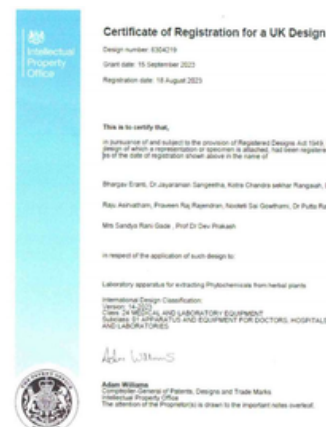 Intellectual
Property
Office
Certificate of Registration for a UK Design
Design number: 6304219
Grant date: 15 September 2023
Registration date: 18 August 2023
This is to certify that,
in pursuance of and subject to the provision of Registered Designs Act 1949,
design of which a representation or specimen is attached, had been registered
as of the date of registration shown above in the name of
Bhargav Eranti, Dr Jayaraman Sangeetha, Kotra Chandra sekhar Rangaiah,
Raju Asirvatham, Praveen Raj Rajendran, Nooleti Sai Gowthami, Dr Putta
Mrs Sandya Rani Gade , Prof Dr Dev Prakash
in respect of the application of such design to:
Laboratory apparatus for extracting Phytochemicals from herbal plants
International Design Classification:
Version: 14-2023
Class: 24 MEDICAL AND LABORATORY EQUIPMENT
Subclass: 01 APPARATUS AND EQUIPMENT FOR DOCTORS, HOSPITALS
AND LABORATORIES
Adam Williams
Adam Williams
Comptroller-General of Patents, Designs and Trade Marks
Intellectual Property Office
The attention of the Proprietor(s) is drawn to the important notes overleaf.